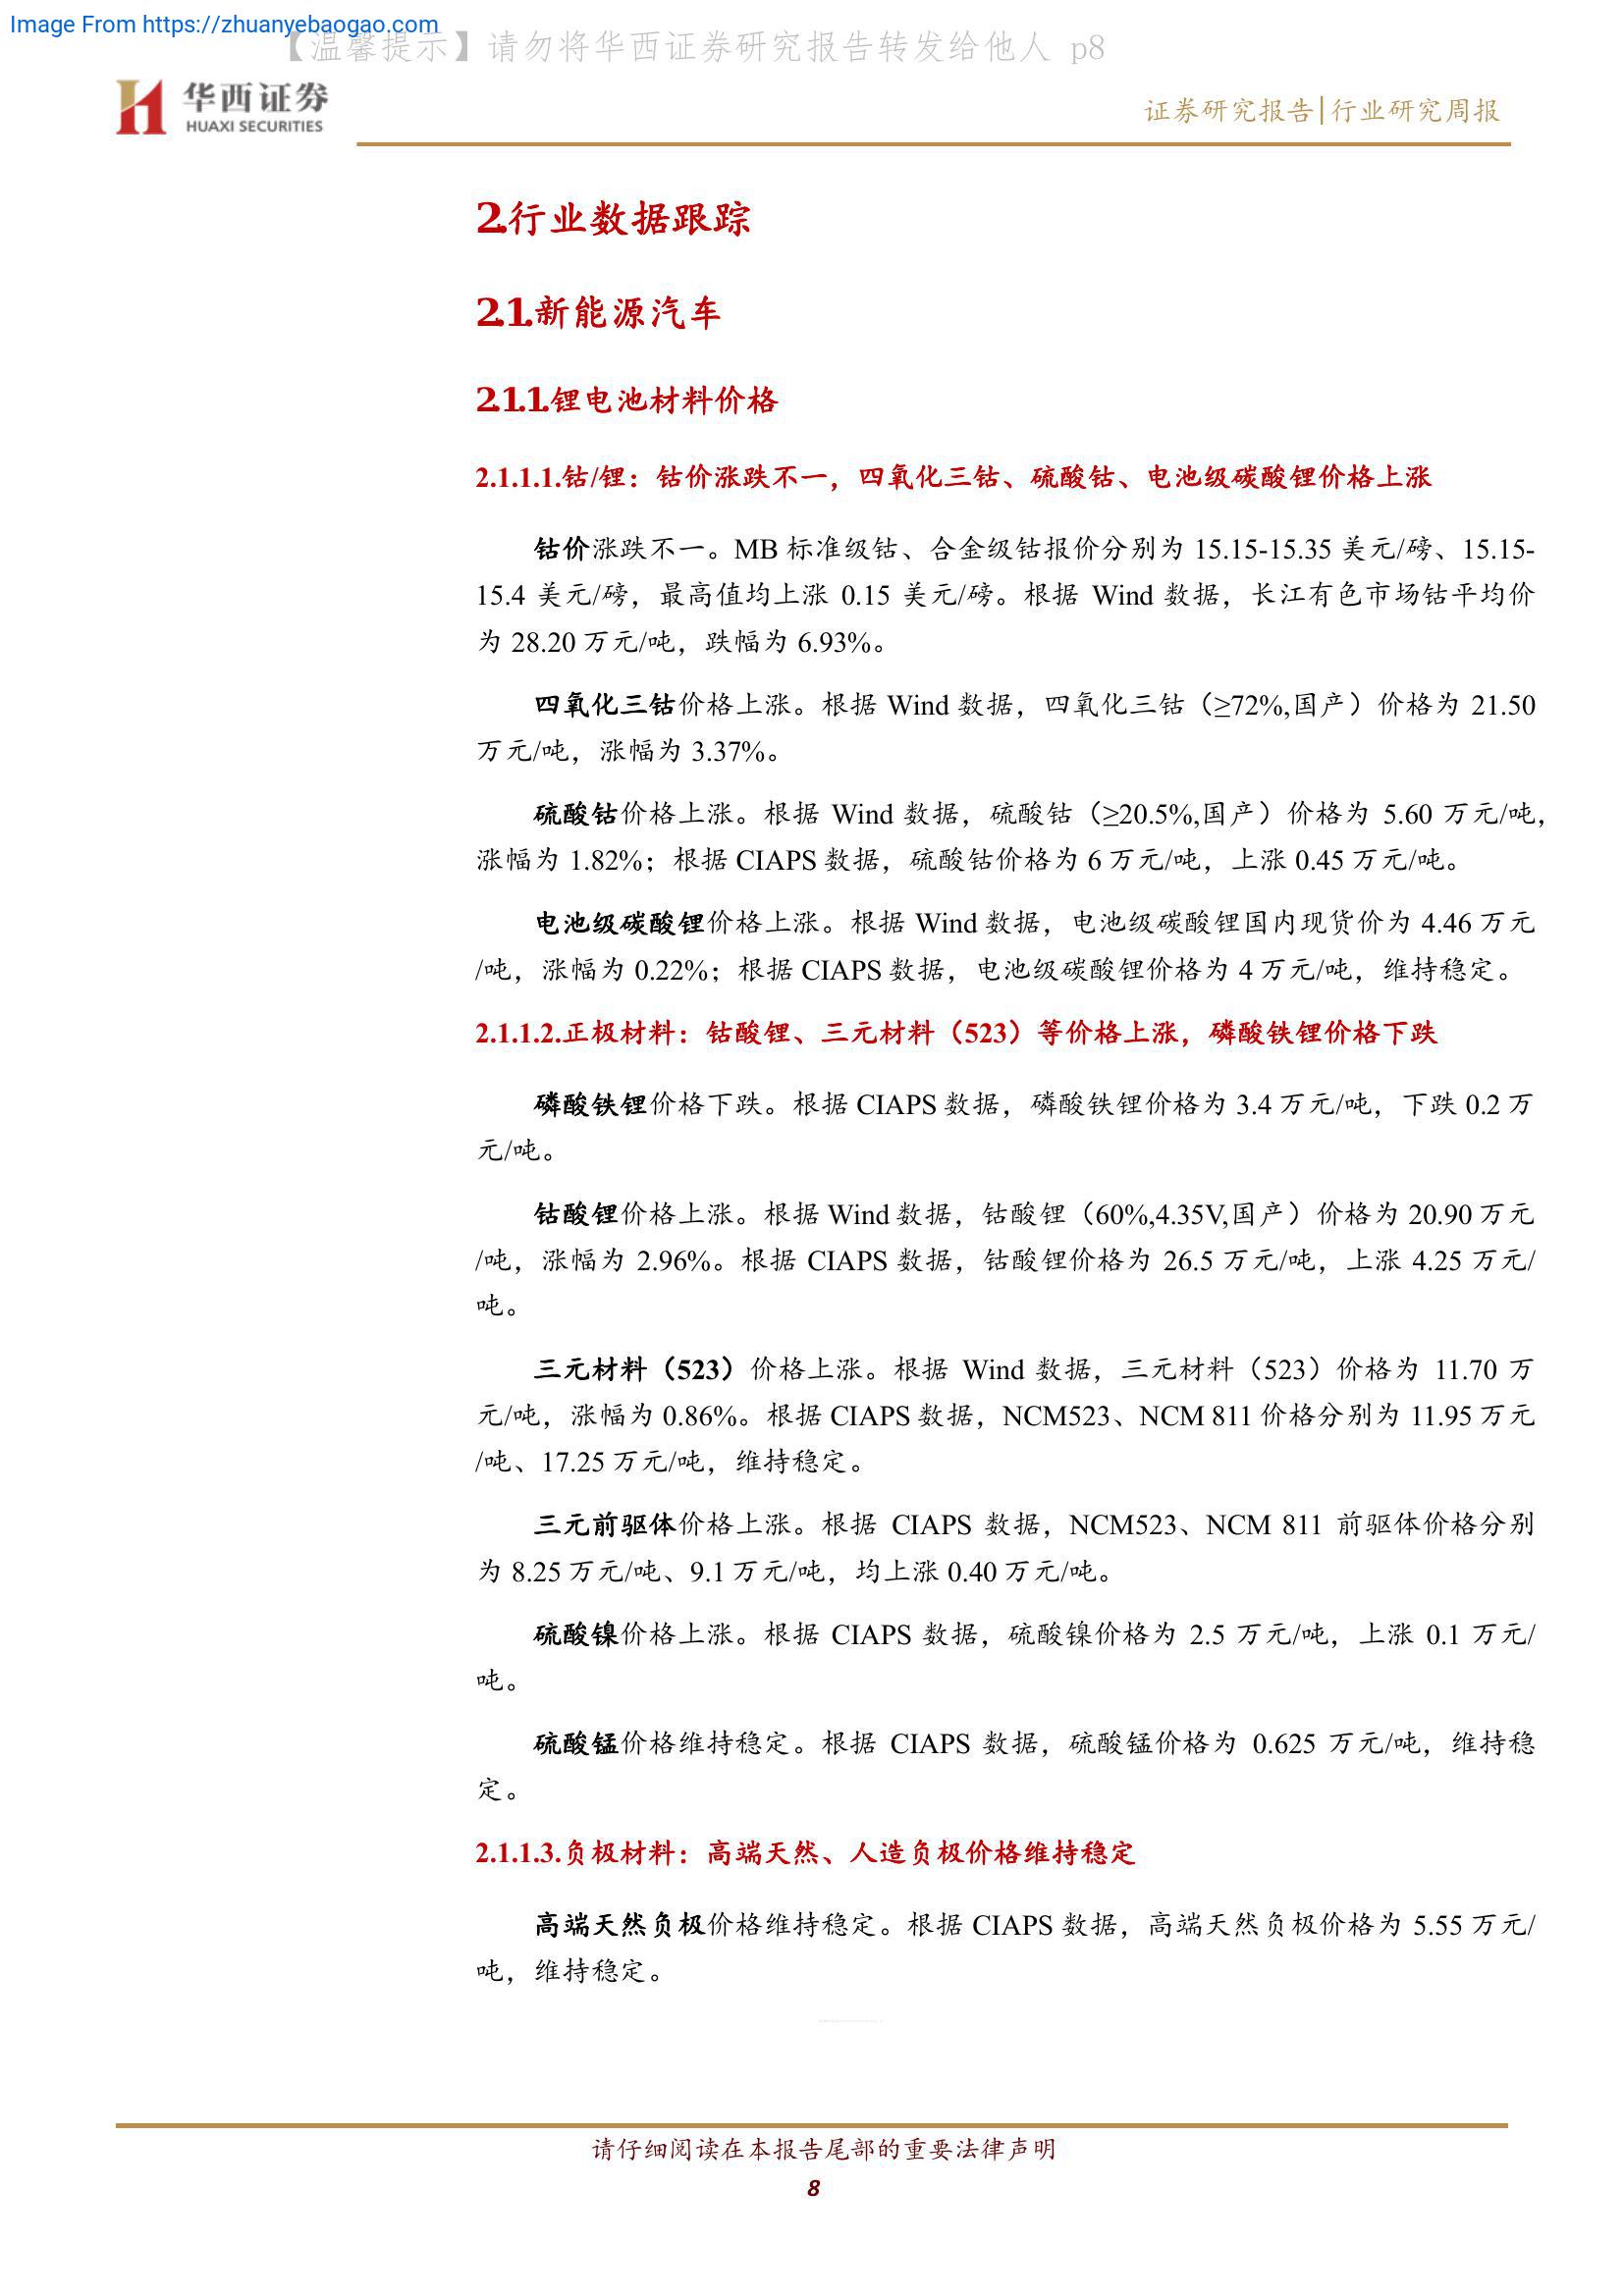 Image From https://zhuanyebaogao.com
【温馨提示】请勿将华西证券研究报告转发给他人 p8
华西证券
HUAXI SECURITIES
证券研究报告|行业研究周报
2.行业数据跟踪
2.1.新能源汽车
2.1.1.锂电池材料价格
2.1.1.1.钴/锂：钴价涨跌不一，四氧化三钴、硫酸钴、电池级碳酸锂价格上涨
钴价涨跌不一。MB 标准级钴、合金级钴报价分别为 15.15-15.35 美元/磅、15.15-
15.4 美元/磅，最高值均上涨 0.15 美元/磅。根据 Wind 数据，长江有色市场钴平均价
为 28.20 万元/吨，跌幅为 6.93%。
四氧化三钴价格上涨。根据 Wind 数据，四氧化三钴（≥72%,国产）价格为 21.50
万元/吨，涨幅为 3.37%。
硫酸钴价格上涨。根据 Wind 数据，硫酸钴（≥20.5%,国产）价格为 5.60 万元/吨，
涨幅为 1.82%；根据 CIAPS 数据，硫酸钴价格为 6 万元/吨，上涨 0.45 万元/吨。
电池级碳酸锂价格上涨。根据 Wind 数据，电池级碳酸锂国内现货价为 4.46 万元
/吨，涨幅为 0.22%；根据 CIAPS 数据，电池级碳酸锂价格为 4 万元/吨，维持稳定。
2.1.1.2.正极材料：钴酸锂、三元材料（523）等价格上涨，磷酸铁锂价格下跌
磷酸铁锂价格下跌。根据 CIAPS 数据，磷酸铁锂价格为 3.4 万元/吨，下跌 0.2 万
元/吨。
钴酸锂价格上涨。根据 Wind 数据，钴酸锂（60%,4.35V,国产）价格为 20.90 万元
/吨，涨幅为 2.96%。根据 CIAPS 数据，钴酸锂价格为 26.5 万元/吨，上涨 4.25 万元/
吨。
三元材料（523）价格上涨。根据 Wind 数据，三元材料（523）价格为 11.70 万
元/吨，涨幅为 0.86%。根据 CIAPS 数据，NCM523、NCM 811 价格分别为 11.95 万元
/吨、17.25 万元/吨，维持稳定。
三元前驱体价格上涨。根据 CIAPS 数据，NCM523、NCM 811 前驱体价格分别
为 8.25 万元/吨、9.1 万元/吨，均上涨 0.40 万元/吨。
硫酸镍价格上涨。根据 CIAPS 数据，硫酸镍价格为 2.5 万元/吨，上涨 0.1 万元/
吨。
硫酸锰价格维持稳定。根据 CIAPS 数据，硫酸锰价格为 0.625 万元/吨，维持稳
定。
2.1.1.3.负极材料：高端天然、人造负极价格维持稳定
高端天然负极价格维持稳定。根据 CIAPS 数据，高端天然负极价格为 5.55 万元/
吨，维持稳定。
请仔细阅读在本报告尾部的重要法律声明
8